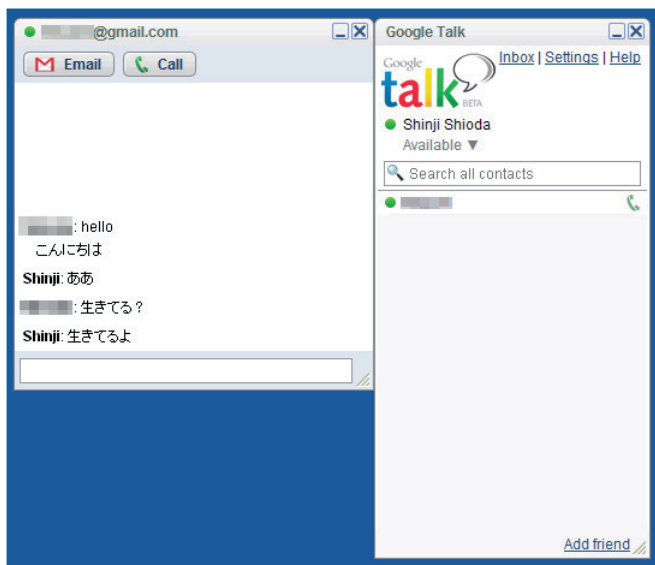 @gmail.com
Email
Call
: hello
こんにちは
Shinji: ああ
: 生きてる？
Shinji: 生きてるよ
Google Talk
Inbox | Settings | Help
Google
talk
BETA
Shinji Shioda
Available ▼
Search all contacts
Add friend